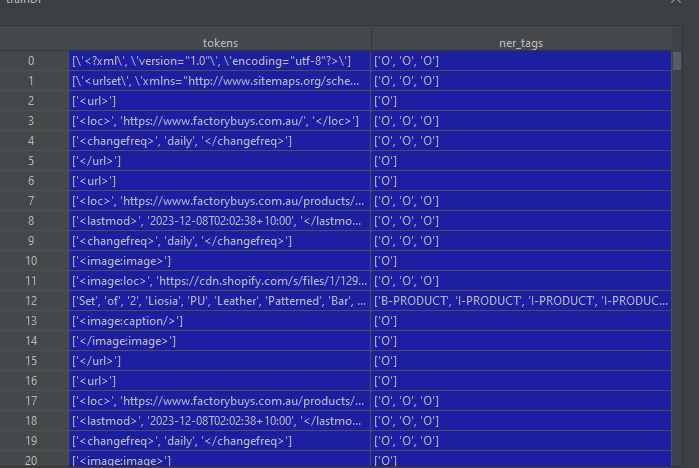 trainDF
tokens ner_tags
0 [\'<?xml\', \'version="1.0"\', \'encoding="utf-8"?>\'] ['O', 'O', 'O']
1 [\'<urlset\', \'xmlns="http://www.sitemaps.org/sche... ['O', 'O', 'O']
2 ['<url>'] ['O']
3 ['<loc>', 'https://www.factorybuys.com.au/', '</loc>'] ['O', 'O', 'O']
4 ['<changefreq>', 'daily', '</changefreq>'] ['O', 'O', 'O']
5 ['</url>'] ['O']
6 ['<url>'] ['O']
7 ['<loc>', 'https://www.factorybuys.com.au/products/... ['O', 'O', 'O']
8 ['<lastmod>', '2023-12-08T02:02:38+10:00', '</lastmo... ['O', 'O', 'O']
9 ['<changefreq>', 'daily', '</changefreq>'] ['O', 'O', 'O']
10 ['<image:image>'] ['O']
11 ['<image:loc>', 'https://cdn.shopify.com/s/files/1/129... ['O', 'O', 'O']
12 ['Set', 'of', '2', 'Liosia', 'PU', 'Leather', 'Patterned', 'Bar', ... ['B-PRODUCT', 'I-PRODUCT', 'I-PRODUCT', 'I-PRODUC...
13 ['<image:caption/>'] ['O']
14 ['</image:image>'] ['O']
15 ['</url>'] ['O']
16 ['<url>'] ['O']
17 ['<loc>', 'https://www.factorybuys.com.au/products/... ['O', 'O', 'O']
18 ['<lastmod>', '2023-12-08T02:02:38+10:00', '</lastmo... ['O', 'O', 'O']
19 ['<changefreq>', 'daily', '</changefreq>'] ['O', 'O', 'O']
20 ['<image:image>'] ['O']